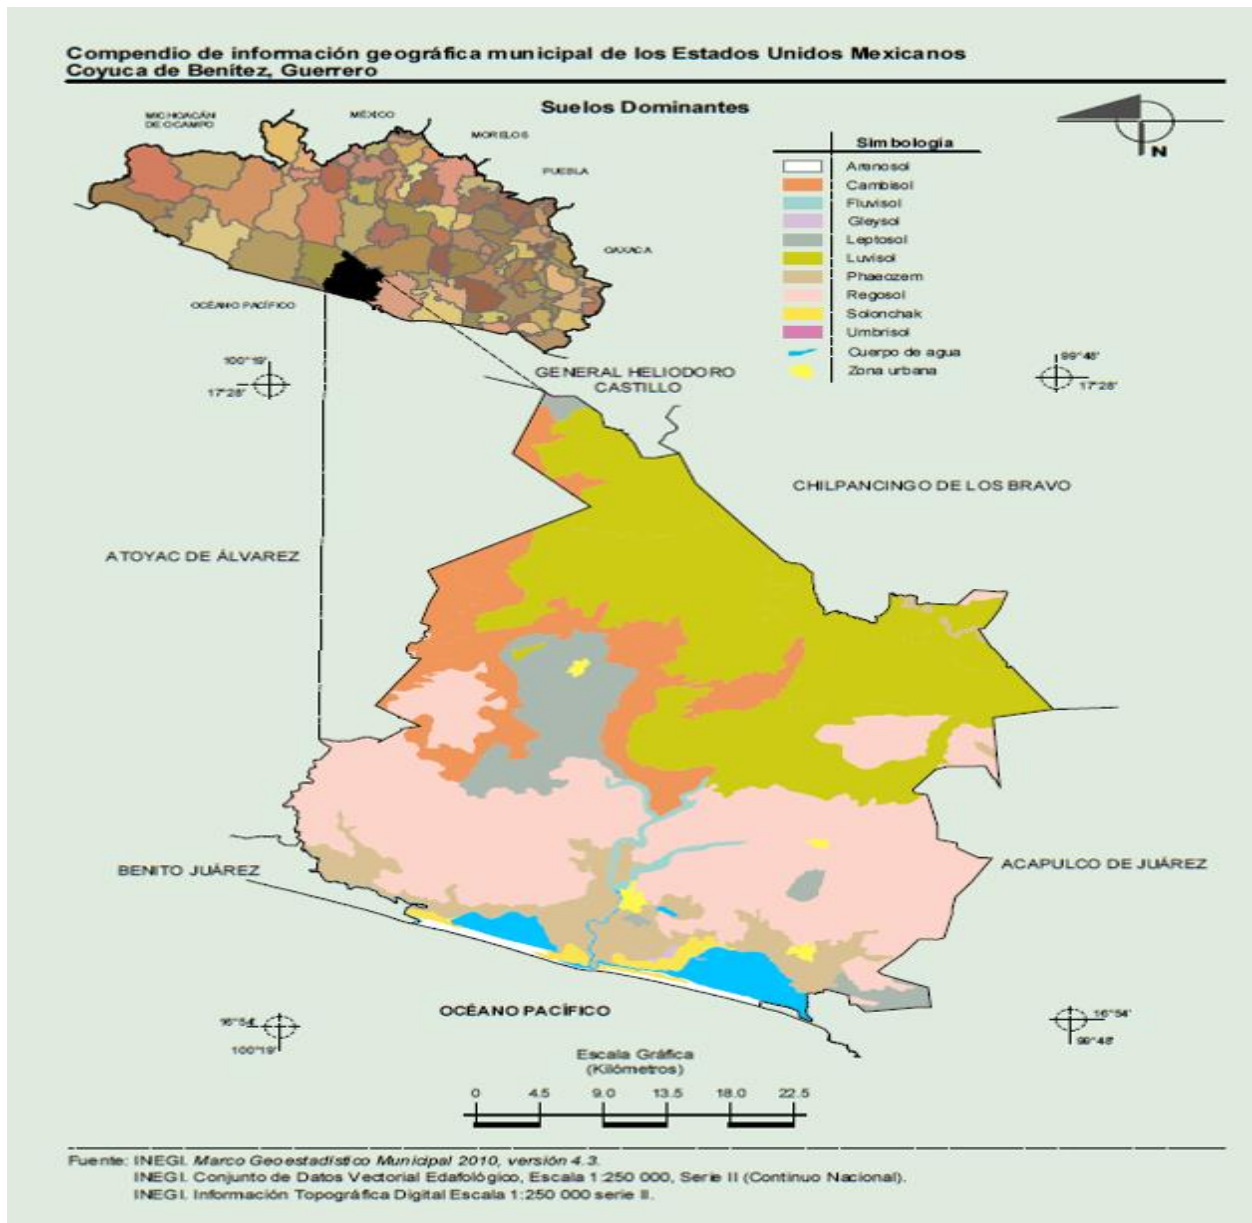 Compendio de información geográfica municipal de los Estados Unidos Mexicanos
Coyuca de Benítez, Guerrero
Suelos Dominantes
MICHOACÁN
DE OCAMPO
MÉXICO
MORELOS
PUEBLA
OAXACA
OCÉANO PACÍFICO
N
Simbología
Arenosol
Cambisol
Fluvisol
Gleysol
Leptosol
Luvisol
Phaeozem
Regosol
Solonchak
Umbrisol
Cuerpo de agua
Zona urbana
100°19'
17°28'
99°48'
17°28'
GENERAL HELIODORO
CASTILLO
CHILPANCINGO DE LOS BRAVO
ATOYAC DE ÁLVAREZ
BENITO JUÁREZ
ACAPULCO DE JUÁREZ
OCÉANO PACÍFICO
16°54'
100°19'
16°54'
99°48'
Escala Gráfica
(Kilómetros)
0 4.5 9.0 13.5 18.0 22.5
Fuente: INEGI. Marco Geoestadístico Municipal 2010, versión 4.3.
INEGI. Conjunto de Datos Vectorial Edafológico, Escala 1:250 000, Serie II (Continuo Nacional).
INEGI. Información Topográfica Digital Escala 1:250 000 serie II.